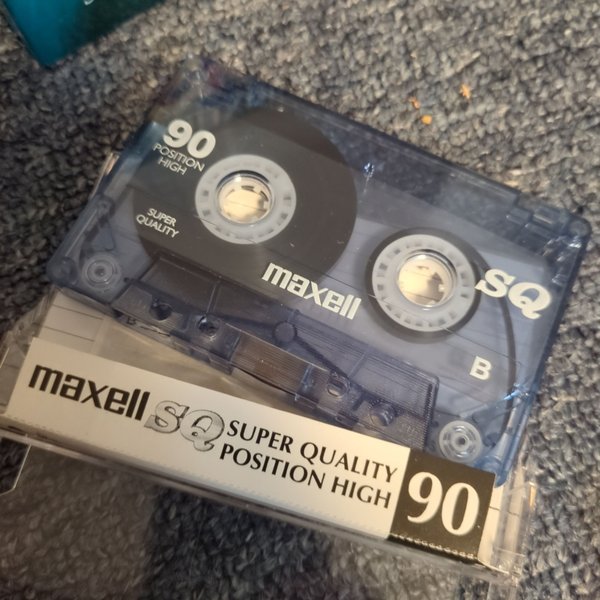 90
POSITION
HIGH
SUPER
QUALITY
maxell
SQ
B
maxell SQ SUPER QUALITY
POSITION HIGH
90